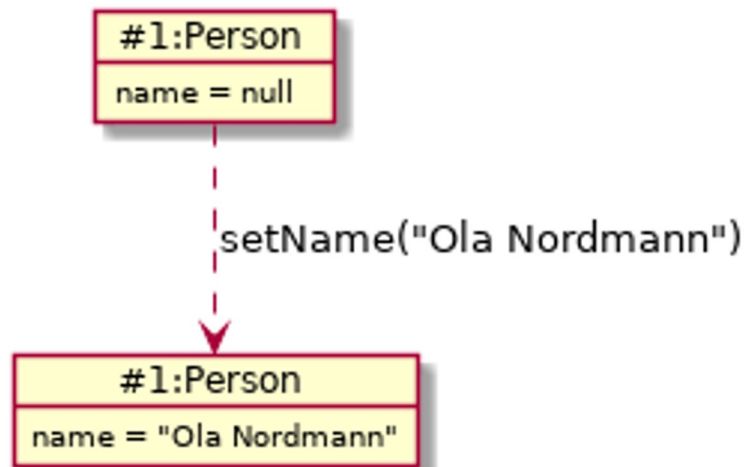 #1:Person
name = null
setName("Ola Nordmann")
#1:Person
name = "Ola Nordmann"